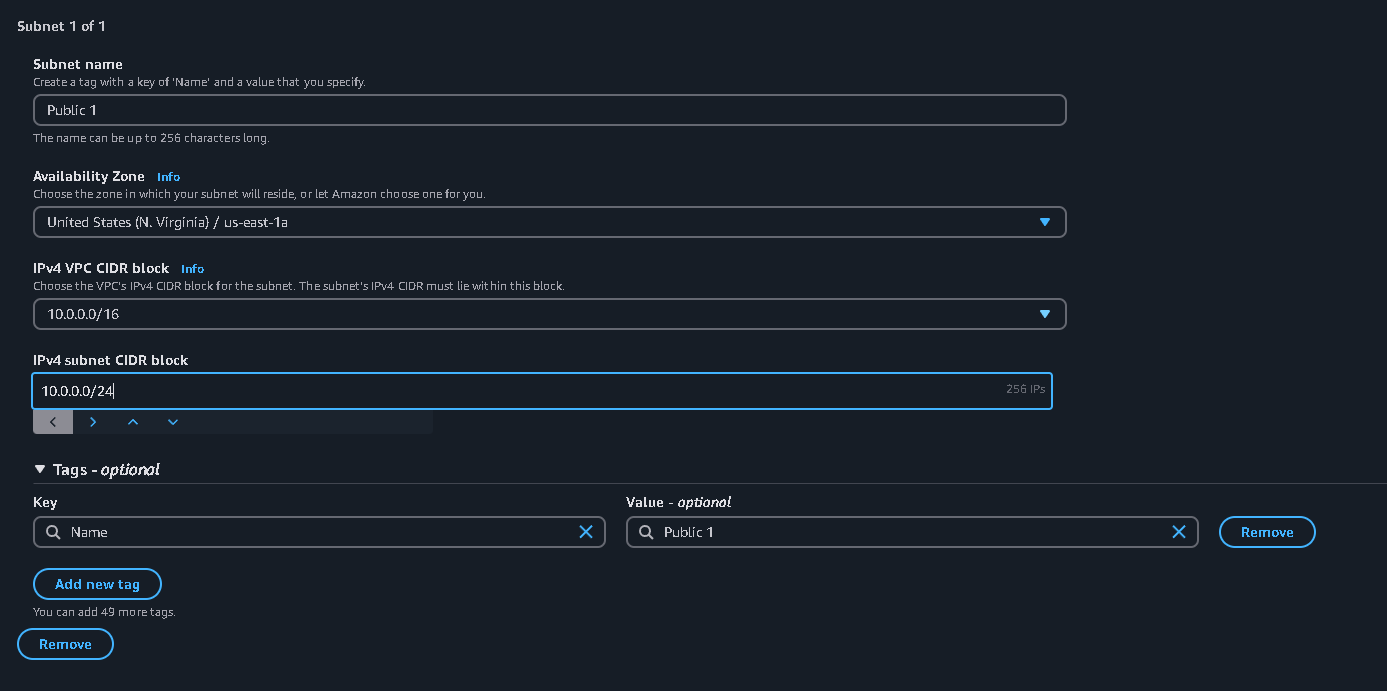 Subnet 1 of 1
Subnet name
Create a tag with a key of 'Name' and a value that you specify.
Public 1
The name can be up to 256 characters long.
Availability Zone Info
Choose the zone in which your subnet will reside, or let Amazon choose one for you.
United States (N. Virginia) / us-east-1a
IPv4 VPC CIDR block Info
Choose the VPC's IPv4 CIDR block for the subnet. The subnet's IPv4 CIDR must lie within this block.
10.0.0.0/16
IPv4 subnet CIDR block
10.0.0.0/24 256 IPs
Tags - optional
Key Value - optional
Name Public 1 Remove
Add new tag
You can add 49 more tags.
Remove